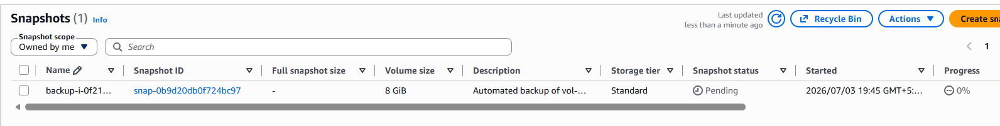 Snapshots (1) Info
Last updated
less than a minute ago
Recycle Bin
Actions
Create sna
Snapshot scope
Owned by me
Search
1
Name Snapshot ID Full snapshot size Volume size Description Storage tier Snapshot status Started Progress
backup-i-0f21... snap-0b9d20db0f724bc97 - 8 GiB Automated backup of vol-... Standard Pending 2026/07/03 19:45 GMT+5:... 0%